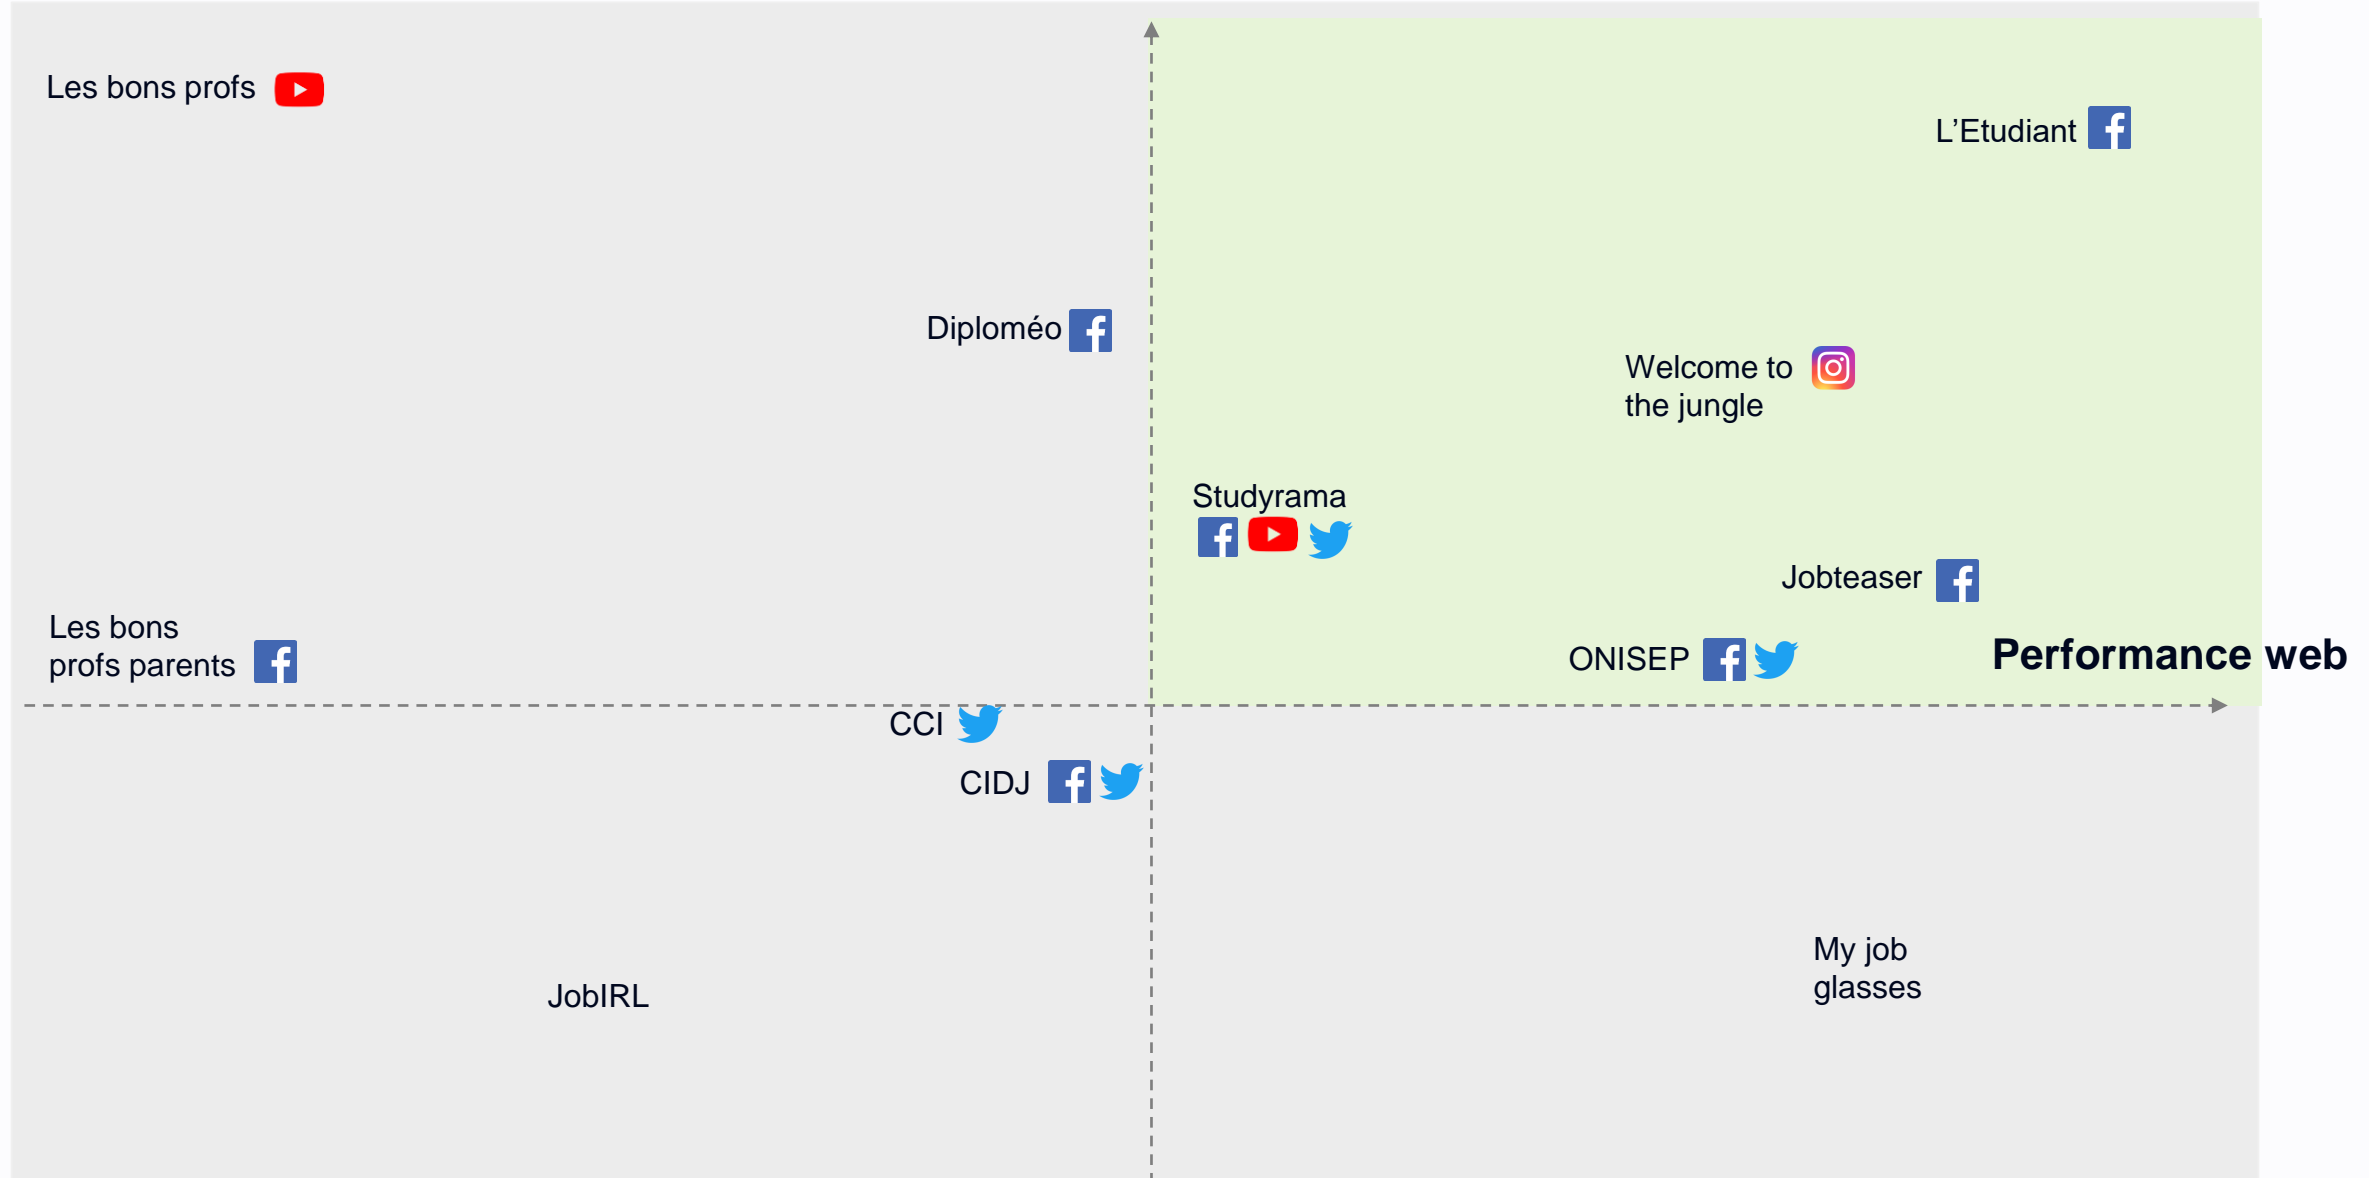 Les bons profs
L’Etudiant
Diploméo
Welcome to
the jungle
Studyrama
Jobteaser
Les bons
profs parents
ONISEP
Performance web
CCI
CIDJ
My job
glasses
JobIRL